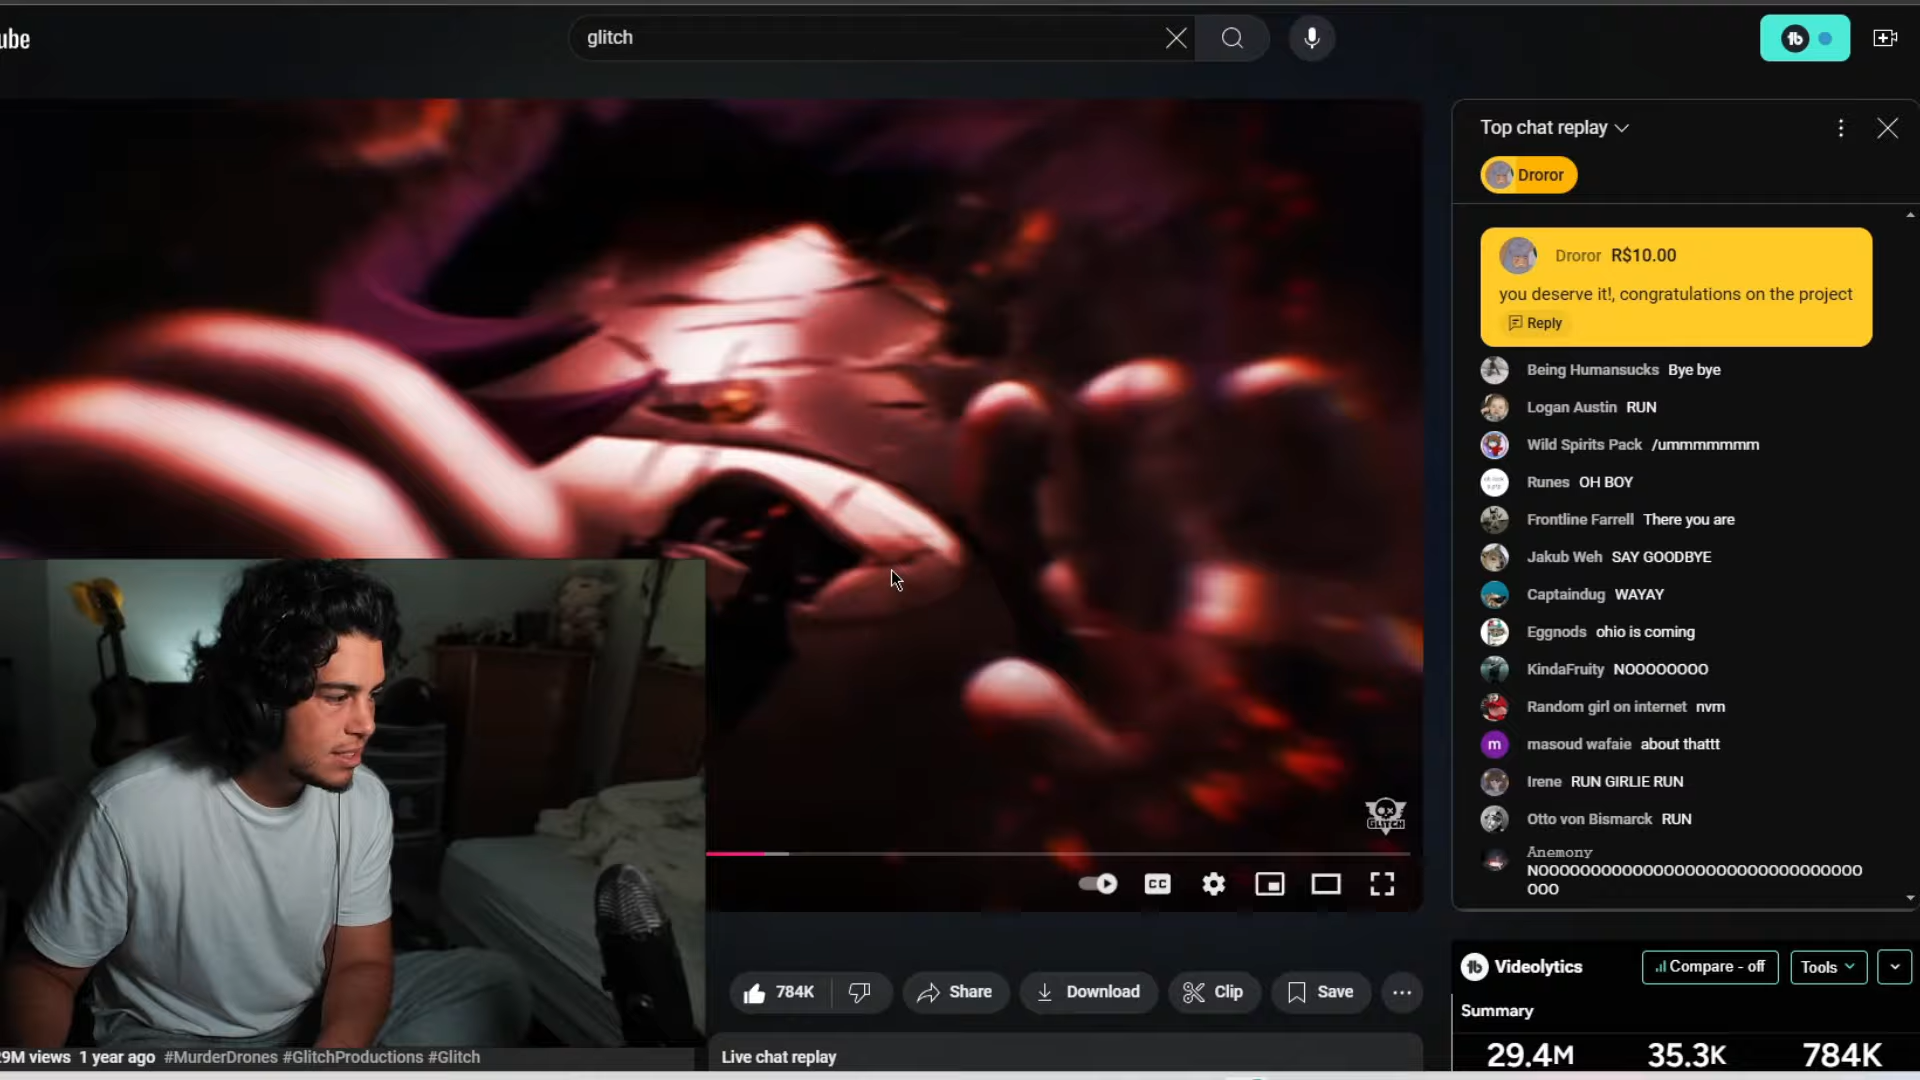 ube
glitch
Top chat replay
Droror
Droror R$10.00
you deserve it!, congratulations on the project
Reply
Being Humansucks Bye bye
Logan Austin RUN
Wild Spirits Pack /ummmmmmm
Runes OH BOY
Frontline Farrell There you are
Jakub Weh SAY GOODBYE
Captaindug WAYAY
Eggnods ohio is coming
KindaFruity NOOOOOOOO
Random girl on internet nvm
m
masoud wafaie about thattt
Irene RUN GIRLIE RUN
Otto von Bismarck RUN
Anemony
NOOOOOOOOOOOOOOOOOOOOOOOOOOOOOO
OOO
GLITCH
CC
784K
Share
Download
Clip
Save
Videolytics
Compare - off
Tools
Summary
29.4M 35.3K 784K
29M views 1 year ago #MurderDrones #GlitchProductions #Glitch
Live chat replay